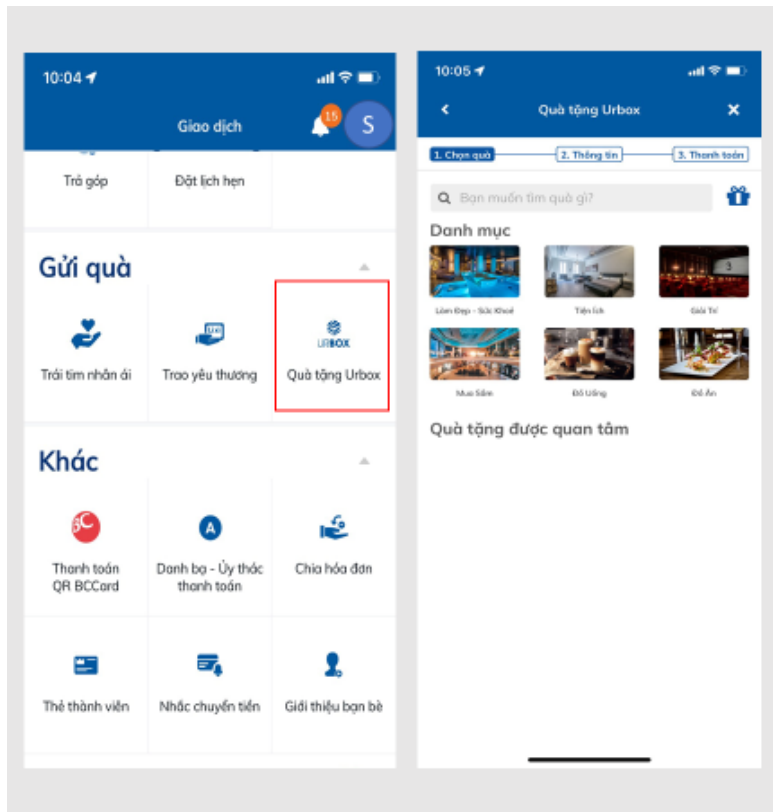 10:04
Giao dịch
15
S
Trả góp
Đặt lịch hẹn
Gửi quà
URBOX
Trái tim nhân ái
Trao yêu thương
Quà tặng Urbox
Khác
BC
A
Thanh toán
QR BCCard
Danh bạ - Ủy thác
thanh toán
Chia hóa đơn
Thẻ thành viên
Nhắc chuyển tiền
Giới thiệu bạn bè
10:05
Quà tặng Urbox
1. Chọn quà
2. Thông tin
3. Thanh toán
Bạn muốn tìm quà gì?
Danh mục
3
Làm Đẹp - Sức Khoẻ
Tiện ích
Giải Trí
Mua Sắm
Đồ Uống
Đồ Ăn
Quà tặng được quan tâm